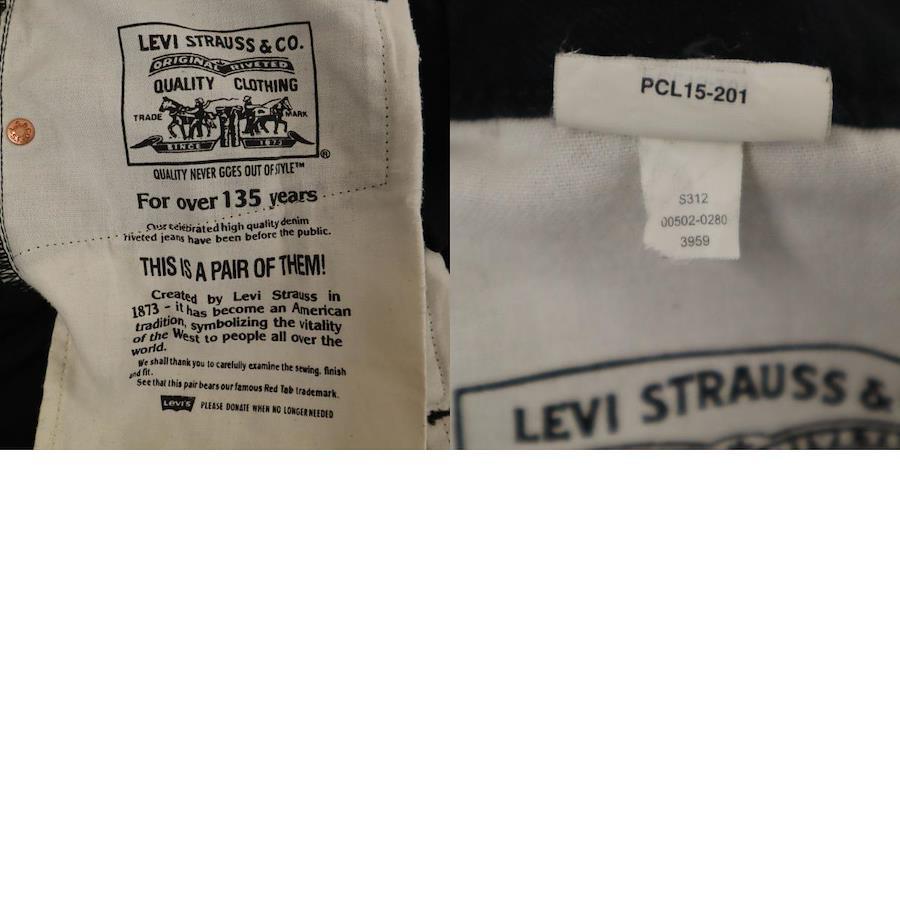 LEVI STRAUSS & CO.
ORIGINAL RIVETED
QUALITY CLOTHING
TRADE MARK
SINCE 1873
®
QUALITY NEVER GOES OUT OF STYLE™
For over 135 years
Our celebrated high quality denim
riveted jeans have been before the public.
THIS IS A PAIR OF THEM!
Created by Levi Strauss in
1873 - it has become an American
tradition, symbolizing the vitality
of the West to people all over the
world.
We shall thank you to carefully examine the sewing, finish
and fit.
See that this pair bears our famous Red Tab trademark.
Levi's PLEASE DONATE WHEN NO LONGER NEEDED
PCL15-201
S312
00502-0280
3959
LEVI STRAUSS &